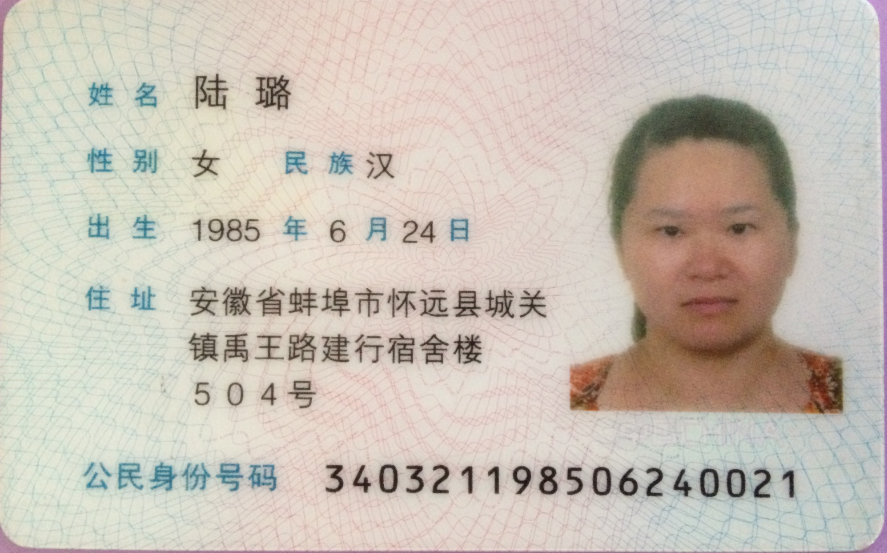 姓名 陆璐
性别 女 民族 汉
出生 1985 年 6 月 24 日
住址 安徽省蚌埠市怀远县城关
镇禹王路建行宿舍楼
504号
公民身份号码 340321198506240021